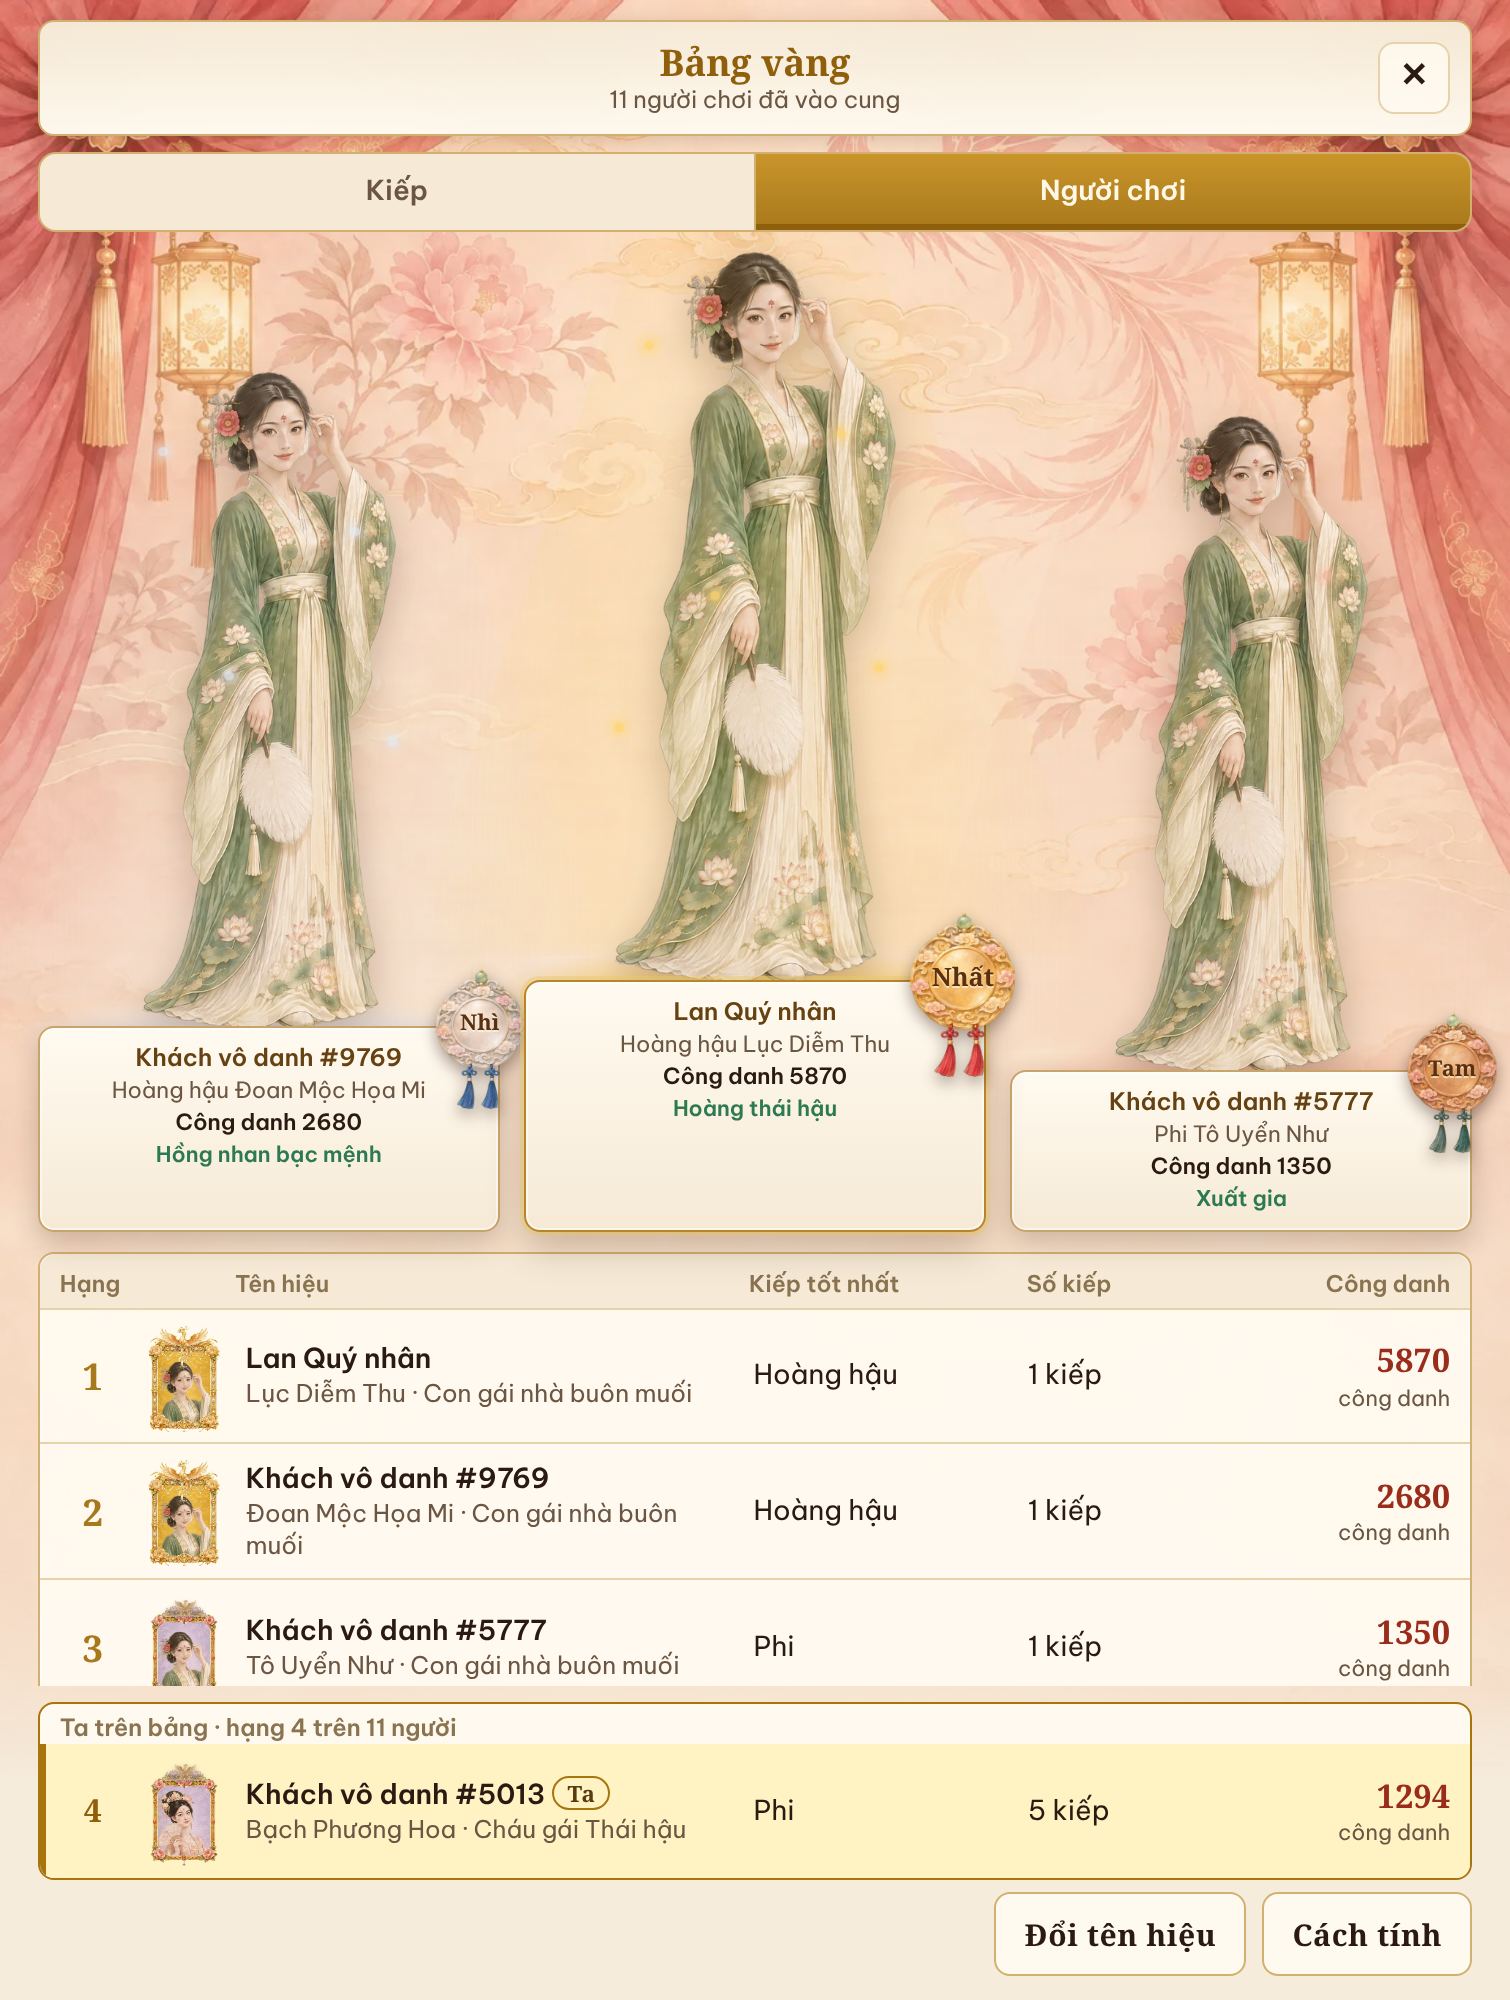 Bảng vàng
11 người chơi đã vào cung
×
Kiếp
Người chơi
Nhì
Khách vô danh #9769
Hoàng hậu Đoan Mộc Họa Mi
Công danh 2680
Hồng nhan bạc mệnh
Nhất
Lan Quý nhân
Hoàng hậu Lục Diễm Thu
Công danh 5870
Hoàng thái hậu
Tam
Khách vô danh #5777
Phi Tô Uyển Như
Công danh 1350
Xuất gia
Hạng Tên hiệu Kiếp tốt nhất Số kiếp Công danh
1 Lan Quý nhân Hoàng hậu 1 kiếp 5870
Lục Diễm Thu · Con gái nhà buôn muối công danh
2 Khách vô danh #9769 Hoàng hậu 1 kiếp 2680
Đoan Mộc Họa Mi · Con gái nhà buôn công danh
muối
3 Khách vô danh #5777 Phi 1 kiếp 1350
Tô Uyển Như · Con gái nhà buôn muối công danh
Ta trên bảng · hạng 4 trên 11 người
4 Khách vô danh #5013 Ta Phi 5 kiếp 1294
Bạch Phương Hoa · Cháu gái Thái hậu công danh
Đổi tên hiệu
Cách tính